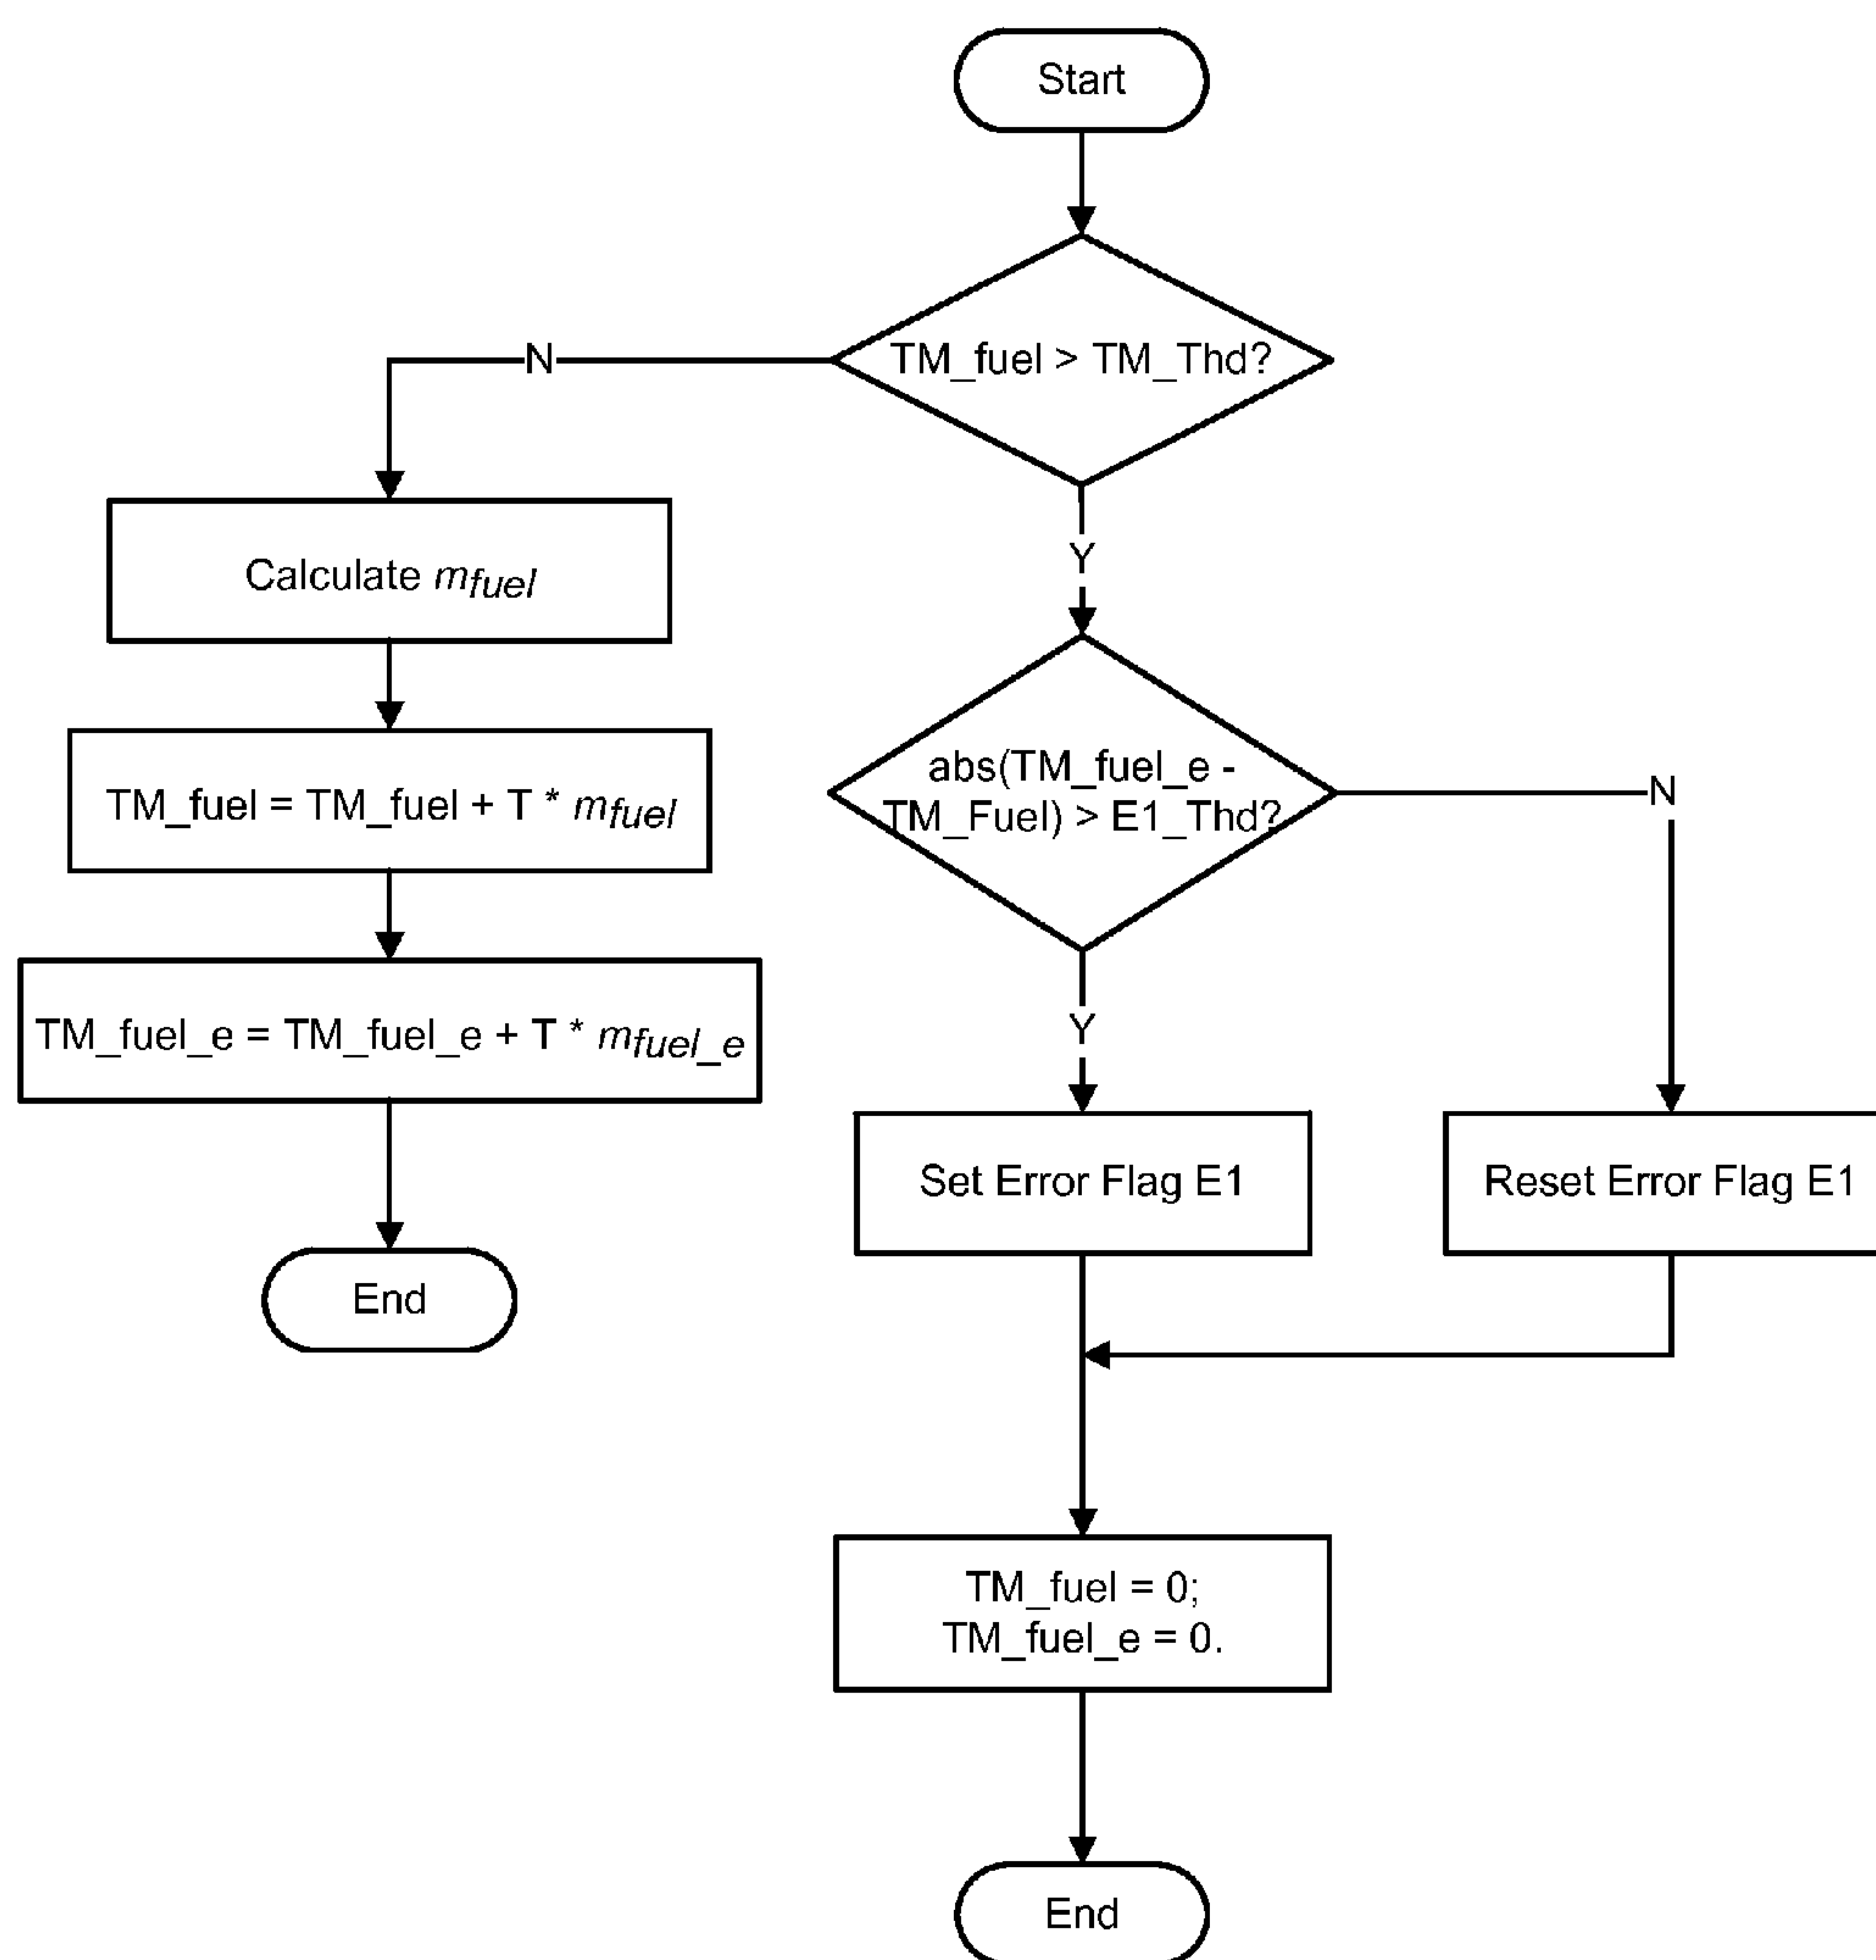 Start
TM_fuel > TM_Thd?
N
Calculate mfuel
Y
TM_fuel = TM_fuel + T * mfuel
abs(TM_fuel_e -
TM_Fuel) > E1_Thd?
N
TM_fuel_e = TM_fuel_e + T * mfuel_e
Y
Set Error Flag E1
Reset Error Flag E1
End
TM_fuel = 0;
TM_fuel_e = 0.
End